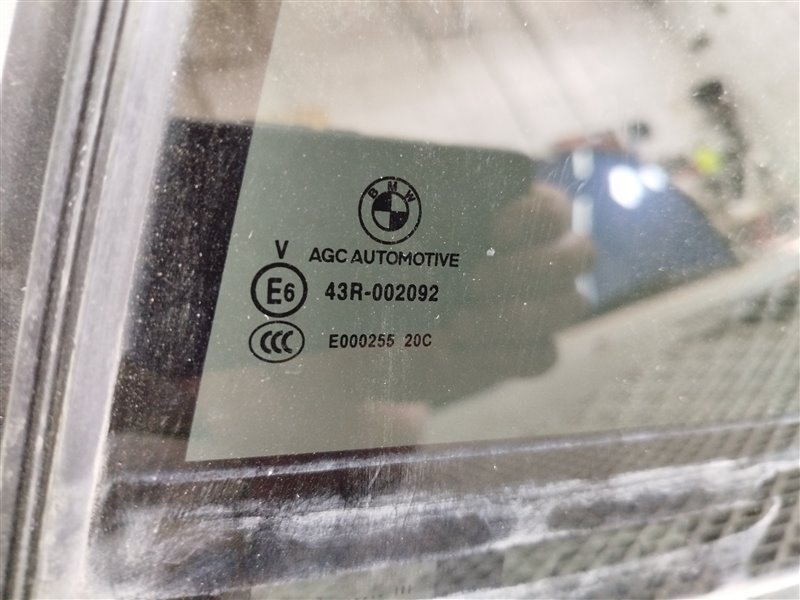 BMW
V
AGC AUTOMOTIVE
E6 43R-002092
CCC E000255 20C